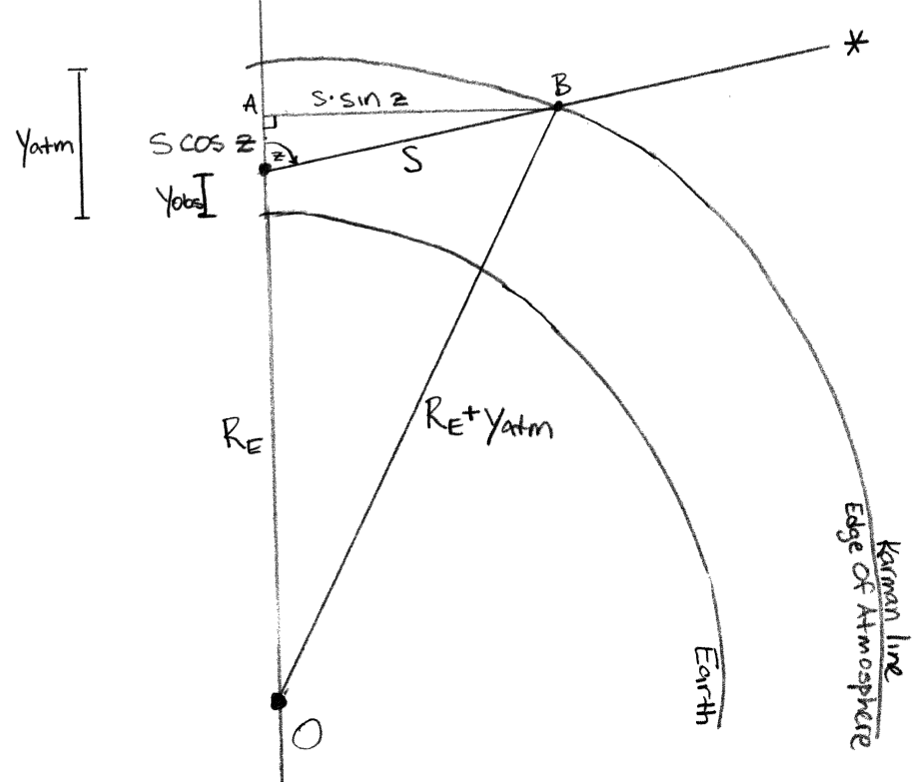 *
B
A
S·sin z
Yatm
S cos z
z
S
Yobs
RE
RE+Yatm
Karman line
Edge of Atmosphere
Earth
O